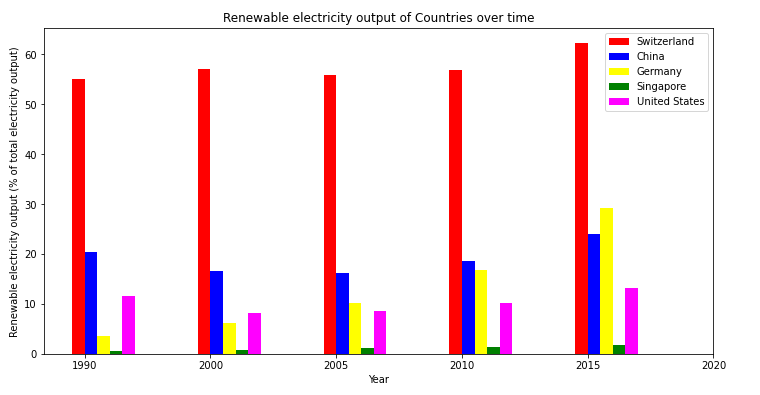 Renewable electricity output of Countries over time
Renewable electricity output (% of total electricity output)
60
50
40
30
20
10
0
1990
2000
2005
2010
2015
2020
Year
Switzerland
China
Germany
Singapore
United States